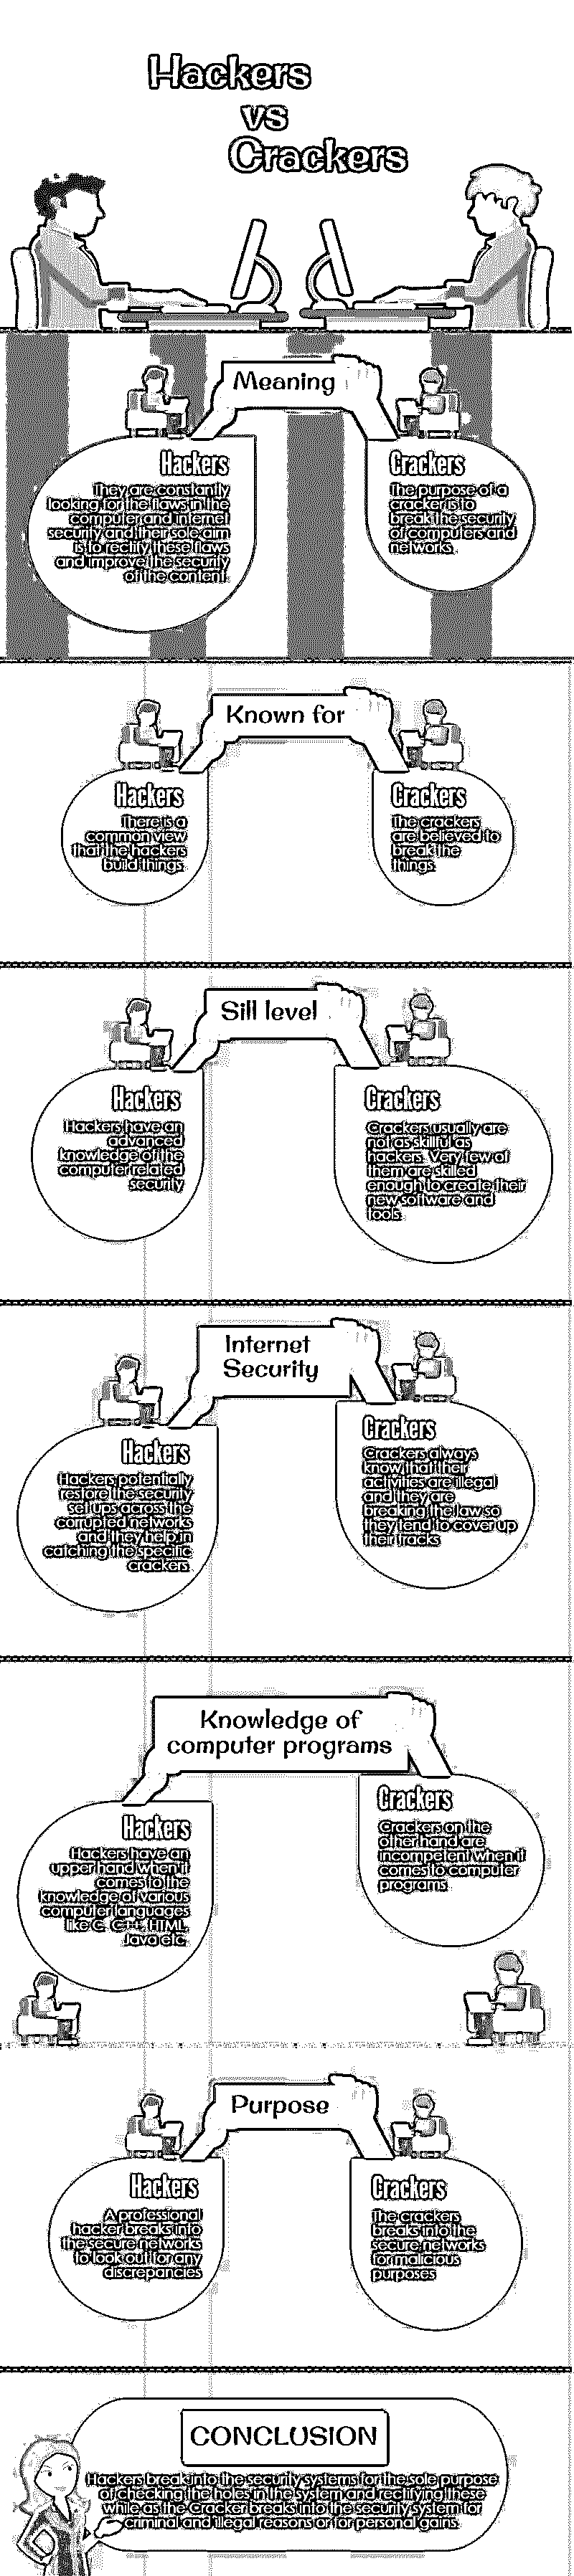 Hackers
vs
Crackers
Meaning
Hackers
They are constantly
looking for the flaws in the
computer and internet
security and their sole aim
is to rectify these flaws
and improve the security
of the content.
Crackers
The purpose of a
cracker is to
break the security
of computers and
networks.
Known for
Hackers
There is a
common view
that the hackers
build things.
Crackers
The crackers
are believed to
break the
things.
Sill level
Hackers
Hackers have an
advanced
knowledge of the
computer related
security
Crackers
Crackers usually are
not as skillful as
hackers. Very few of
them are skilled
enough to create their
new software and
tools.
Internet
Security
Hackers
Hackers potentially
restore the security
set ups across the
corrupted networks
and they help in
catching the specific
crackers.
Crackers
Crackers always
know that their
activities are illegal
and they are
breaking the law so
they tend to cover up
their tracks.
Knowledge of
computer programs
Hackers
Hackers have an
upper hand when it
comes to the
knowledge of various
computer languages
like C, C++, HTML,
Java etc.
Crackers
Crackers on the
other hand are
incompetent when it
comes to computer
programs.
Purpose
Hackers
A professional
hacker breaks into
the secure networks
to look out for any
discrepancies
Crackers
The crackers
breaks into the
secure networks
for malicious
purposes.
CONCLUSION
Hackers break into the security systems for the sole purpose
of checking the holes in the system and rectifying these
while as the Cracker breaks into the security system for
criminal and illegal reasons or for personal gains.